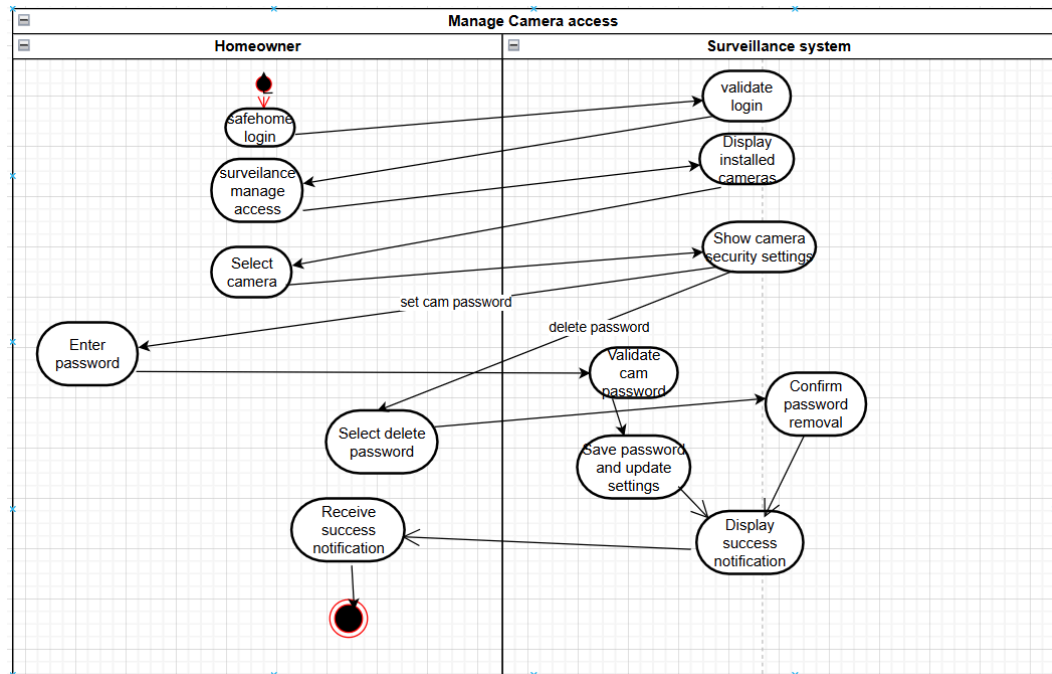 Manage Camera access
Homeowner
Surveillance system
safehome
login
validate
login
surveilance
manage
access
Display
installed
cameras
Select
camera
Show camera
security settings
set cam password
delete password
Enter
password
Validate
cam
password
Confirm
password
removal
Select delete
password
Save password
and update
settings
Receive
success
notification
Display
success
notification